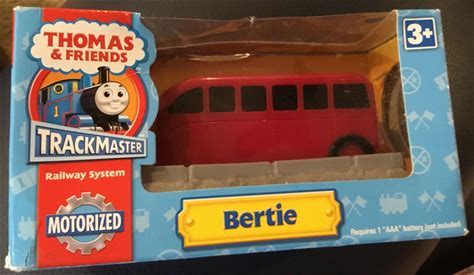 THOMAS
& FRIENDS
TRACKMASTER
Railway System
MOTORIZED
3+
Bertie
Requires 1 "AAA" battery (not included)